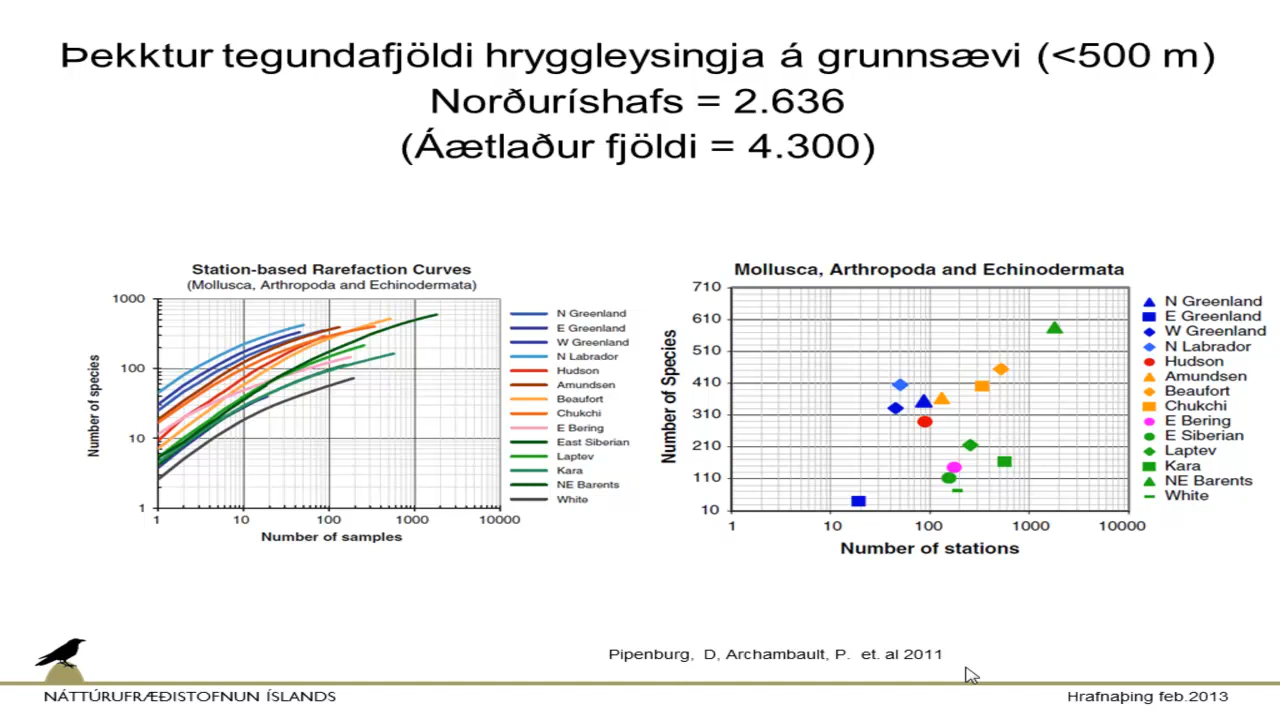 Þekktur tegundafjöldi hryggleysingja á grunnsævi (<500 m)
Norðuríshafs = 2.636
(Áætlaður fjöldi = 4.300)
Station-based Rarefaction Curves
(Mollusca, Arthropoda and Echinodermata)
Number of species
1000
100
10
1
1
10
100
1000
10000
Number of samples
N Greenland
E Greenland
W Greenland
N Labrador
Hudson
Amundsen
Beaufort
Chukchi
E Bering
East Siberian
Laptev
Kara
NE Barents
White
Mollusca, Arthropoda and Echinodermata
Number of Species
710
610
510
410
310
210
110
10
1
10
100
1000
10000
Number of stations
N Greenland
E Greenland
W Greenland
N Labrador
Hudson
Amundsen
Beaufort
Chukchi
E Bering
E Siberian
Laptev
Kara
NE Barents
White
Pipenburg, D, Archambault, P. et. al 2011
NÁTTÚRUFRÆÐISTOFNUN ÍSLANDS
Hrafnaþing feb.2013